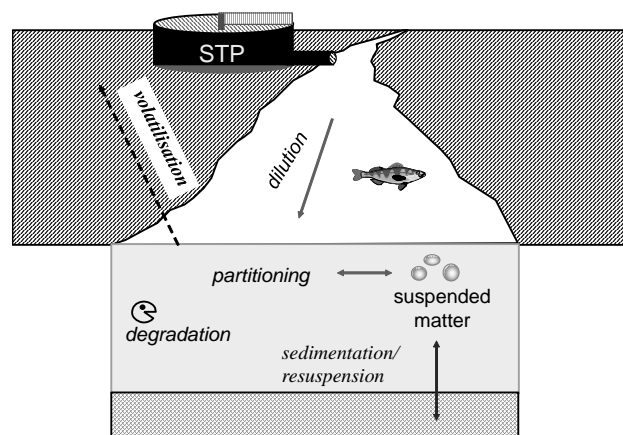 STP
volatilisation
dilution
partitioning
suspended
matter
degradation
sedimentation/
resuspension